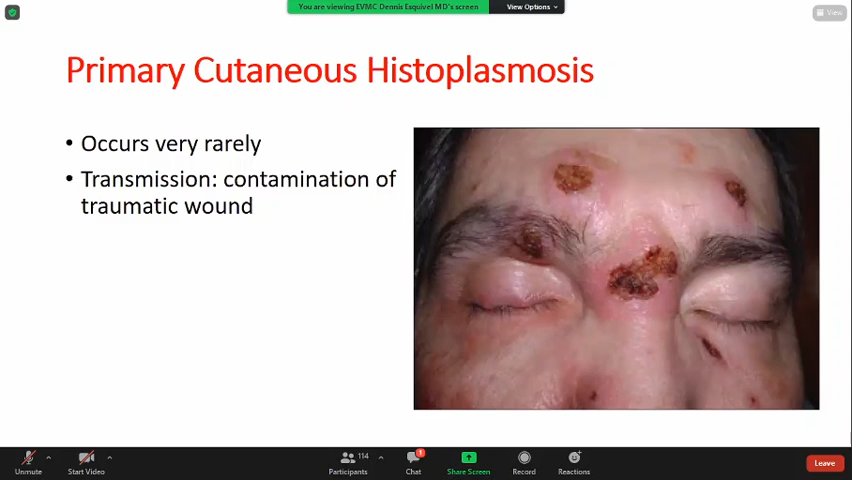 You are viewing EVMC Dennis Esquivel MD's screen
View Options
View
Primary Cutaneous Histoplasmosis
• Occurs very rarely
• Transmission: contamination of
traumatic wound
Unmute
Start Video
Participants
114
Chat
1
Share Screen
Record
Reactions
Leave